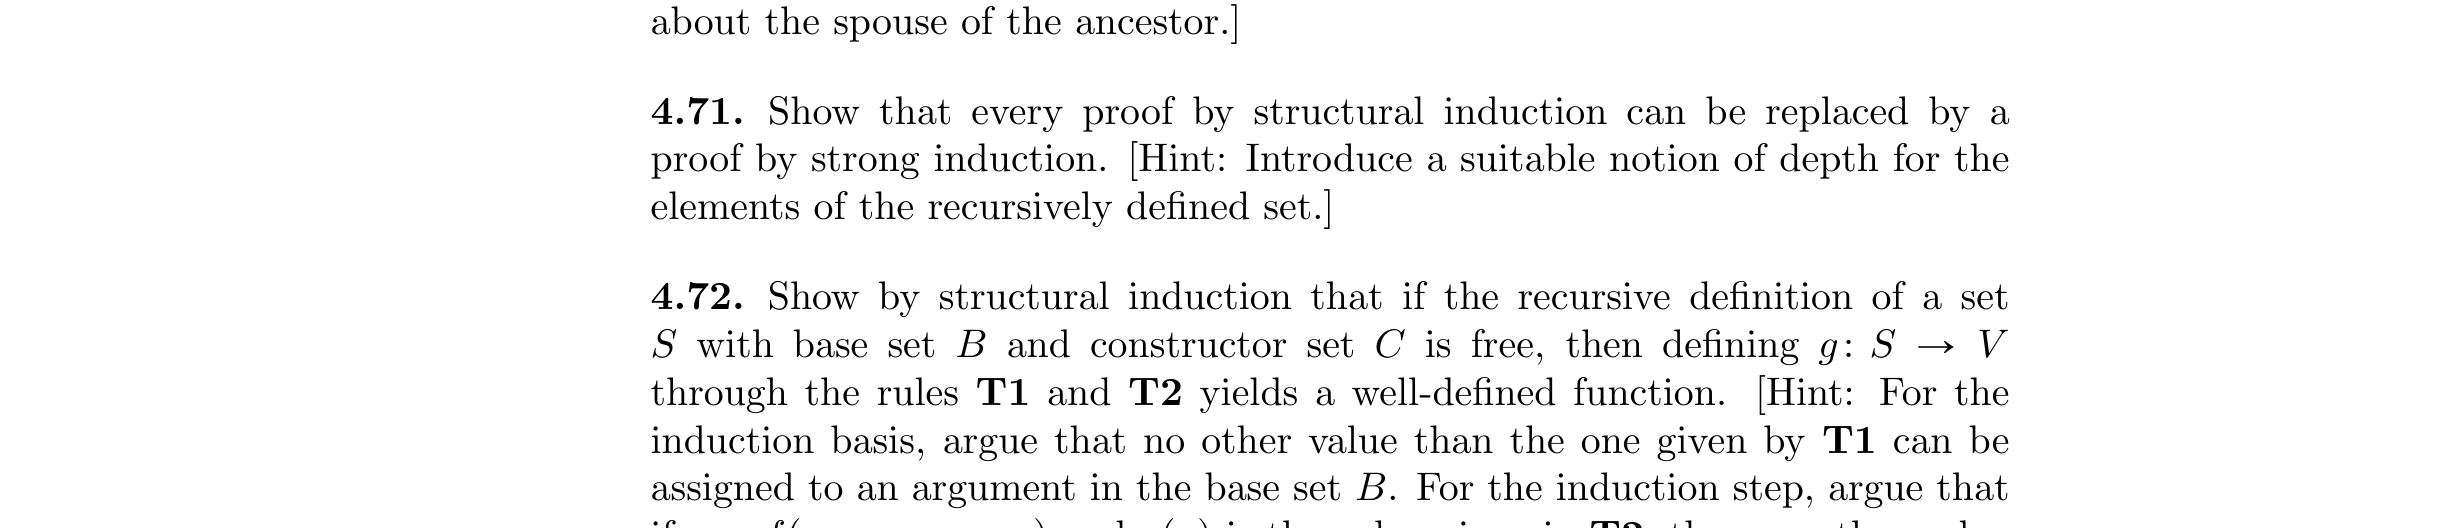 about the spouse of the ancestor.]
4.71. Show that every proof by structural induction can be replaced by a
proof by strong induction. [Hint: Introduce a suitable notion of depth for the
elements of the recursively defined set.]
4.72. Show by structural induction that if the recursive definition of a set
S with base set B and constructor set C is free, then defining g: S → V
through the rules T1 and T2 yields a well-defined function. [Hint: For the
induction basis, argue that no other value than the one given by T1 can be
assigned to an argument in the base set B. For the induction step, argue that